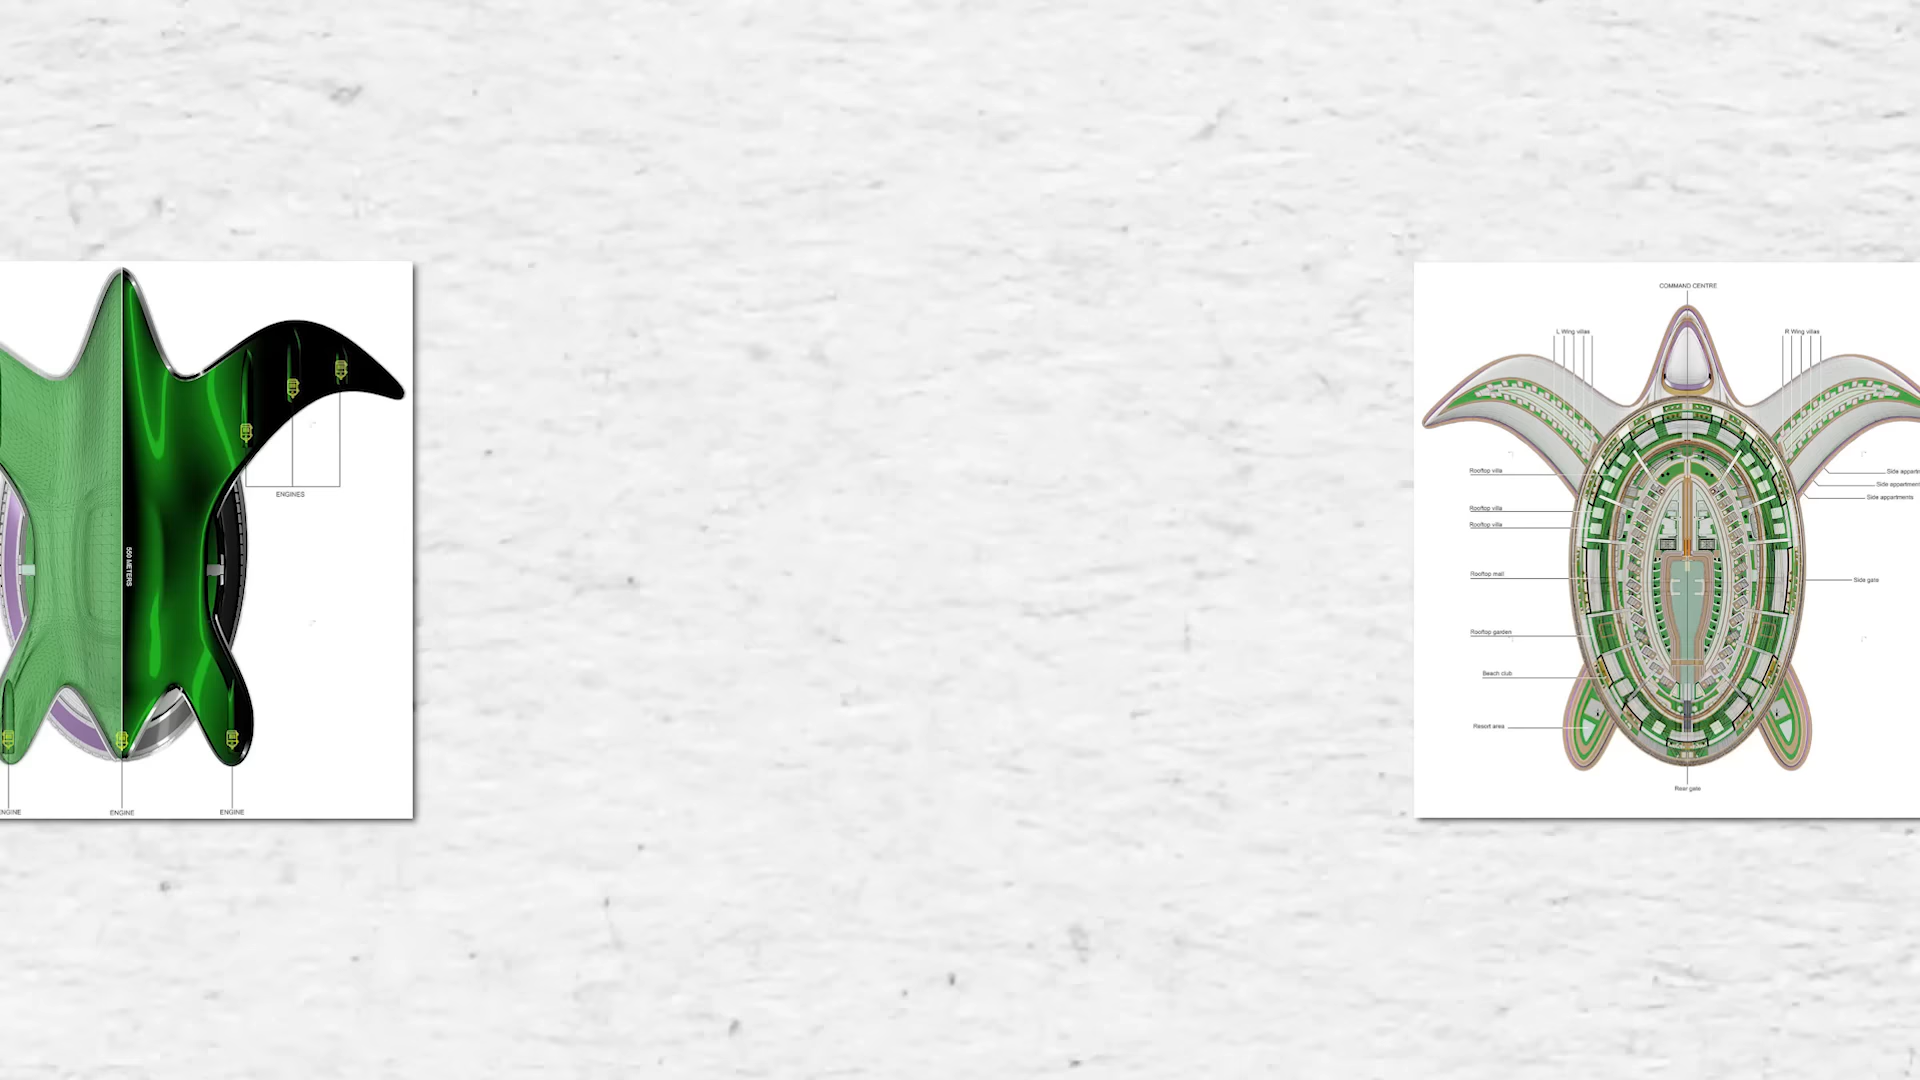 550 METERS
ENGINES
ENGINE
ENGINE
COMMAND CENTRE
L Wing villas
R Wing villas
Rooftop villa
Side appartments
Rooftop villa
Rooftop villa
Rooftop mall
Side gate
Rooftop garden
Beach club
Resort area
Rear gate